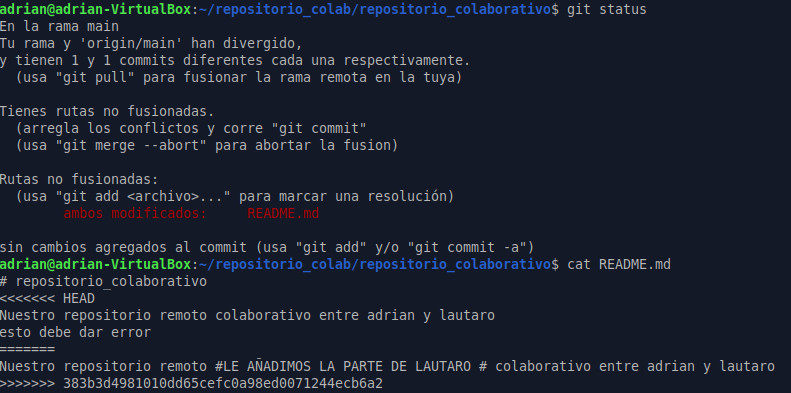 adrian@adrian-VirtualBox:~/repositorio_colab/repositorio_colaborativo$ git status
En la rama main
Tu rama y 'origin/main' han divergido,
y tienen 1 y 1 commits diferentes cada una respectivamente.
  (usa "git pull" para fusionar la rama remota en la tuya)

Tienes rutas no fusionadas.
  (arregla los conflictos y corre "git commit"
  (usa "git merge --abort" para abortar la fusion)

Rutas no fusionadas:
  (usa "git add <archivo>..." para marcar una resolución)
        ambos modificados:     README.md

sin cambios agregados al commit (usa "git add" y/o "git commit -a")
adrian@adrian-VirtualBox:~/repositorio_colab/repositorio_colaborativo$ cat README.md
# repositorio_colaborativo
<<<<<<< HEAD
Nuestro repositorio remoto colaborativo entre adrian y lautaro
esto debe dar error
=======
Nuestro repositorio remoto #LE AÑADIMOS LA PARTE DE LAUTARO # colaborativo entre adrian y lautaro
>>>>>>> 383b3d4981010dd65cefc0a98ed0071244ecb6a2